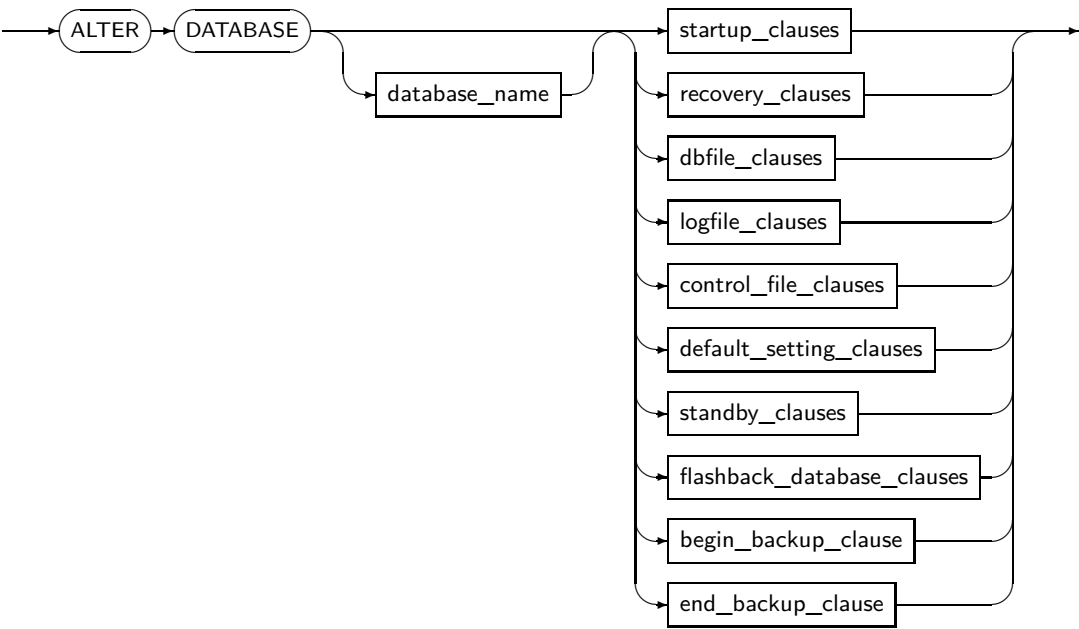 ALTER DATABASE startup_clauses
database_name recovery_clauses
dbfile_clauses
logfile_clauses
control_file_clauses
default_setting_clauses
standby_clauses
flashback_database_clauses
begin_backup_clause
end_backup_clause